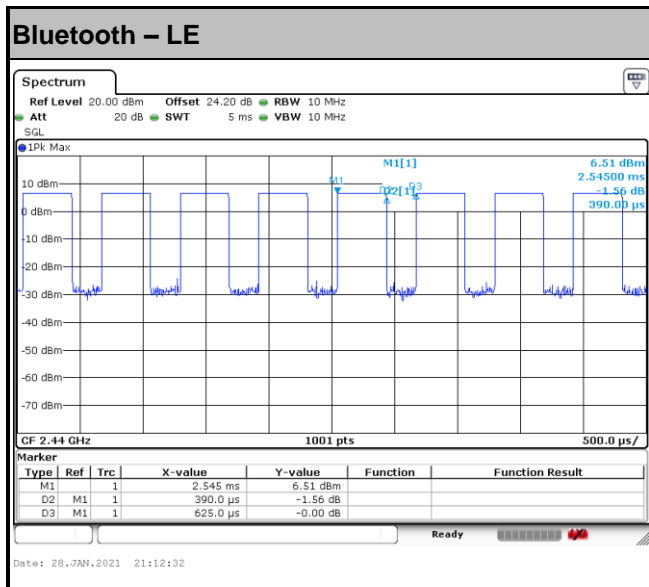 Bluetooth – LE
Spectrum
Ref Level 20.00 dBm Offset 24.20 dB RBW 10 MHz
Att 20 dB SWT 5 ms VBW 10 MHz
SGL
1Pk Max
M1[1] 6.51 dBm
2.54500 ms
M1
D2[1] D3 -1.56 dB
390.00 µs
10 dBm
0 dBm
-10 dBm
-20 dBm
-30 dBm
-40 dBm
-50 dBm
-60 dBm
-70 dBm
CF 2.44 GHz 1001 pts 500.0 µs/
Marker
Type Ref Trc X-value Y-value Function Function Result
M1 1 2.545 ms 6.51 dBm
D2 M1 1 390.0 µs -1.56 dB
D3 M1 1 625.0 µs -0.00 dB
Ready
Date: 28.JAN.2021 21:12:32